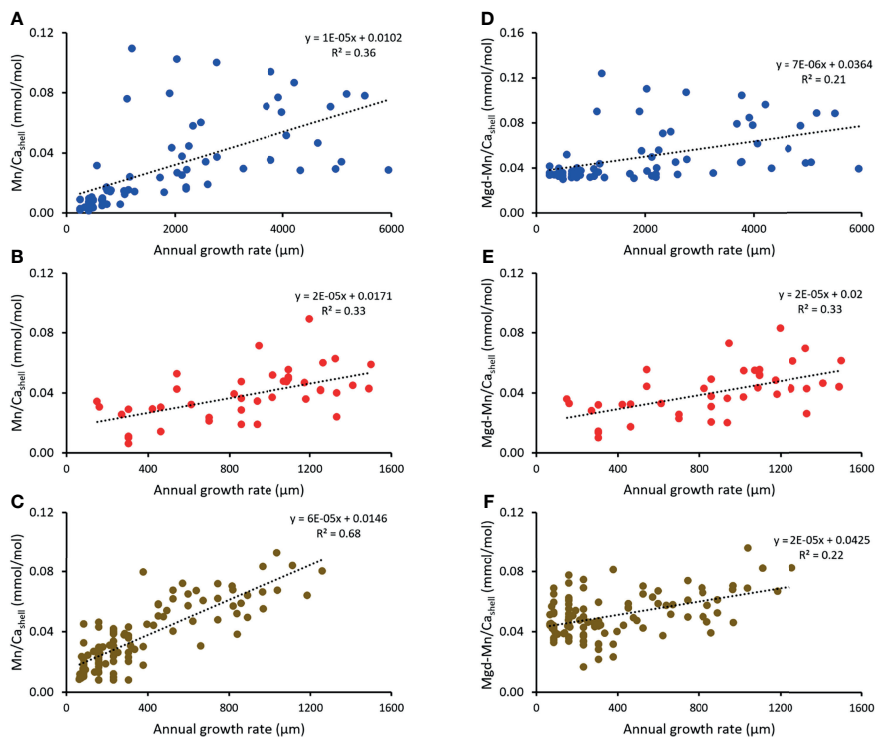 A
y = 1E-05x + 0.0102
R² = 0.36
Mn/Ca_shell (mmol/mol)
0.12
0.08
0.04
0.00
0 2000 4000 6000
Annual growth rate (µm)
D
y = 7E-06x + 0.0364
R² = 0.21
Mgd-Mn/Ca_shell (mmol/mol)
0.16
0.12
0.08
0.04
0.00
0 2000 4000 6000
Annual growth rate (µm)
B
y = 2E-05x + 0.0171
R² = 0.33
Mn/Ca_shell (mmol/mol)
0.12
0.08
0.04
0.00
0 400 800 1200 1600
Annual growth rate (µm)
E
y = 2E-05x + 0.02
R² = 0.33
Mgd-Mn/Ca_shell (mmol/mol)
0.12
0.08
0.04
0.00
0 400 800 1200 1600
Annual growth rate (µm)
C
y = 6E-05x + 0.0146
R² = 0.68
Mn/Ca_shell (mmol/mol)
0.12
0.08
0.04
0.00
0 400 800 1200 1600
Annual growth rate (µm)
F
y = 2E-05x + 0.0425
R² = 0.22
Mgd-Mn/Ca_shell (mmol/mol)
0.12
0.08
0.04
0.00
0 400 800 1200 1600
Annual growth rate (µm)